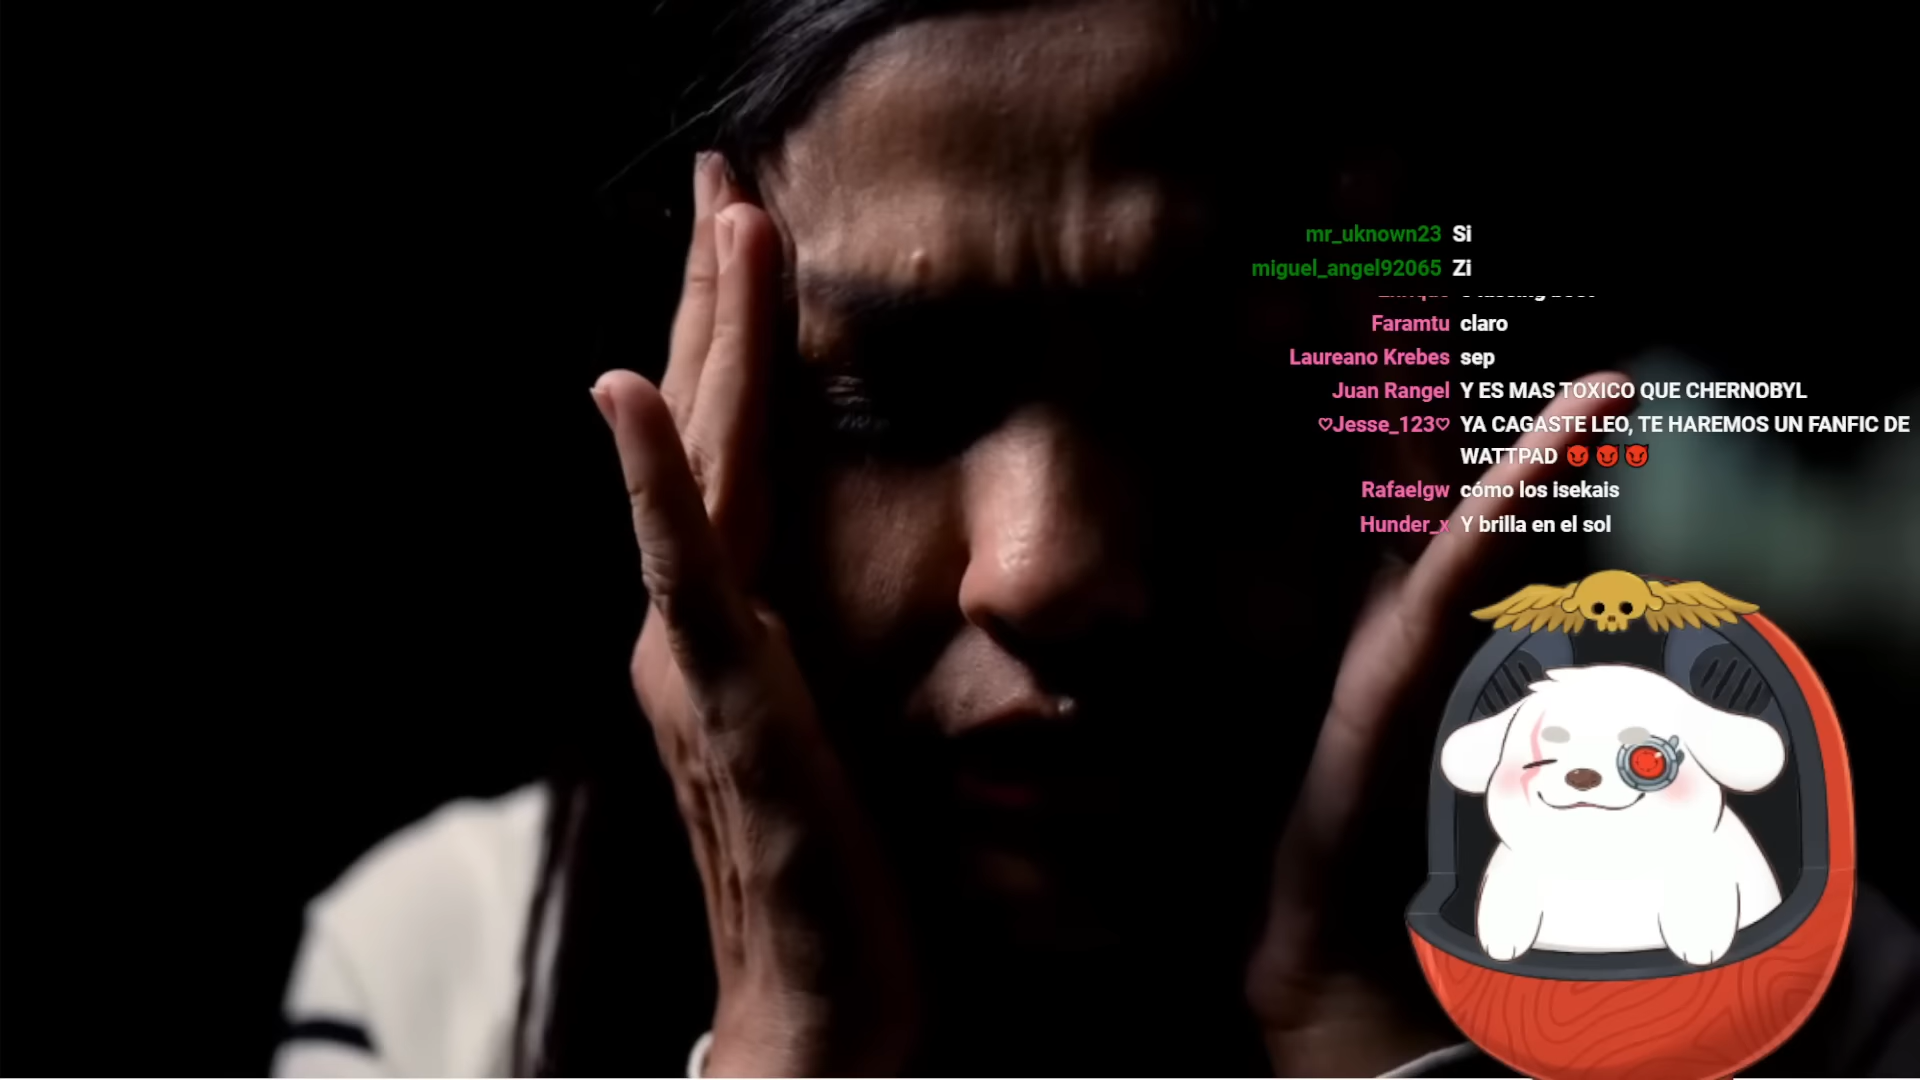 mr_uknown23 Si
miguel_angel92065 Zi
Faramtu claro
Laureano Krebes sep
Juan Rangel Y ES MAS TOXICO QUE CHERNOBYL
♡Jesse_123♡ YA CAGASTE LEO, TE HAREMOS UN FANFIC DE
WATTPAD 😈 😈 😈
Rafaelgw cómo los isekais
Hunder_x Y brilla en el sol